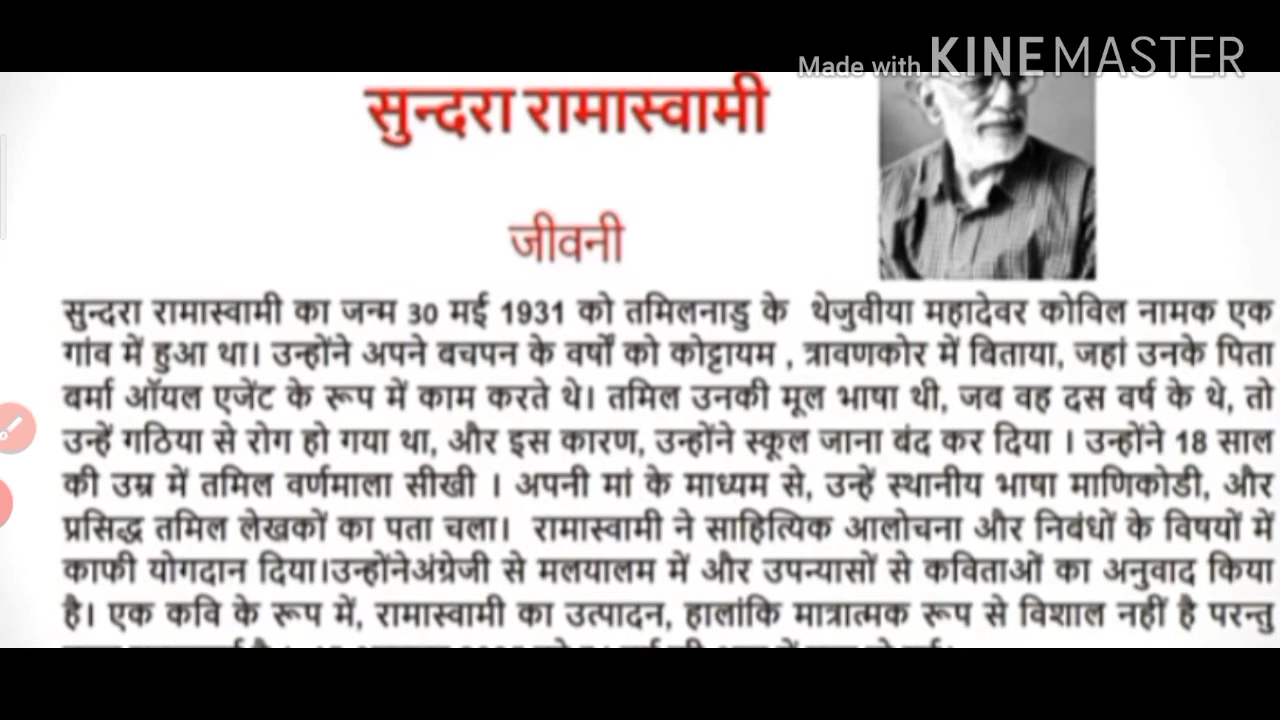 Made with KINEMASTER
सुन्दरा रामास्वामी
जीवनी
सुन्दरा रामास्वामी का जन्म 30 मई 1931 को तमिलनाडु के थेजुवीया महादेवर कोविल नामक एक
गांव में हुआ था। उन्होंने अपने बचपन के वर्षों को कोट्टायम , त्रावणकोर में बिताया, जहां उनके पिता
बर्मा ऑयल एजेंट के रूप में काम करते थे। तमिल उनकी मूल भाषा थी, जब वह दस वर्ष के थे, तो
उन्हें गठिया से रोग हो गया था, और इस कारण, उन्होंने स्कूल जाना बंद कर दिया । उन्होंने 18 साल
की उम्र में तमिल वर्णमाला सीखी । अपनी मां के माध्यम से, उन्हें स्थानीय भाषा माणिकोडी, और
प्रसिद्ध तमिल लेखकों का पता चला। रामास्वामी ने साहित्यिक आलोचना और निबंधों के विषयों में
काफी योगदान दिया।उन्होंनेअंग्रेजी से मलयालम में और उपन्यासों से कविताओं का अनुवाद किया
है। एक कवि के रूप में, रामास्वामी का उत्पादन, हालांकि मात्रात्मक रूप से विशाल नहीं है परन्तु